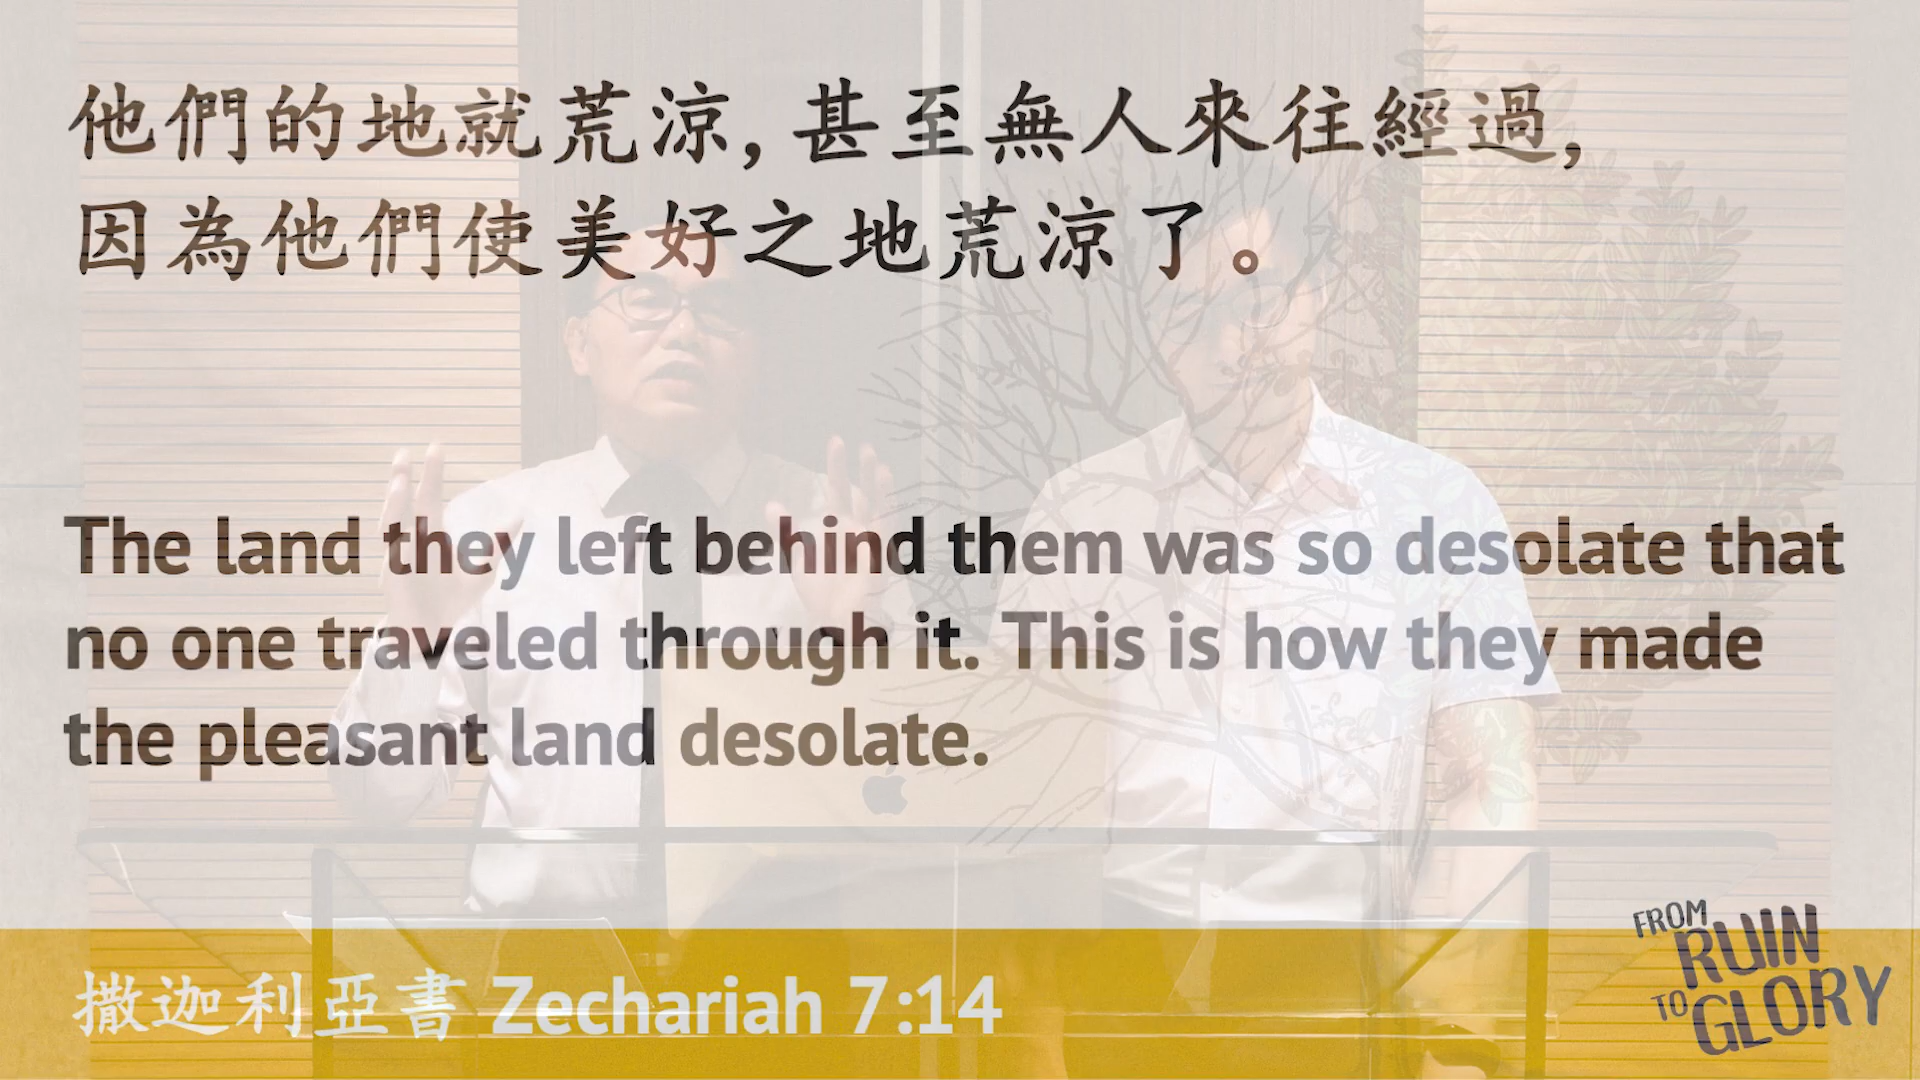 他們的地就荒涼，甚至無人來往經過，
因為他們使美好之地荒涼了。
The land they left behind them was so desolate that
no one traveled through it. This is how they made
the pleasant land desolate.
撒迦利亞書 Zechariah 7:14
FROM
RUIN
TO
GLORY